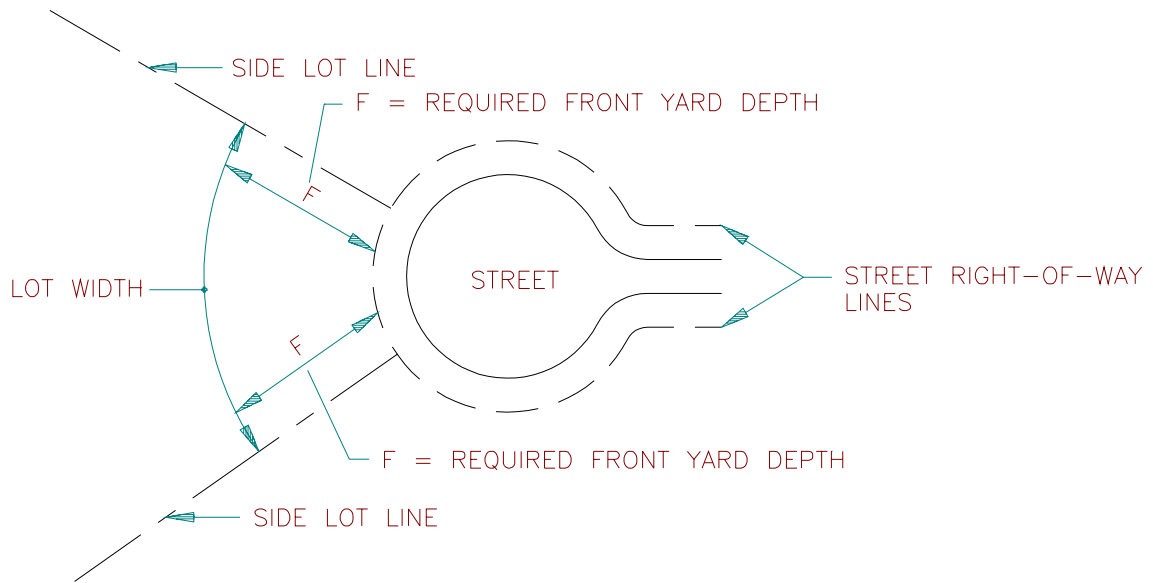 SIDE LOT LINE
F = REQUIRED FRONT YARD DEPTH
F
STREET
STREET RIGHT-OF-WAY
LINES
LOT WIDTH
F
F = REQUIRED FRONT YARD DEPTH
SIDE LOT LINE